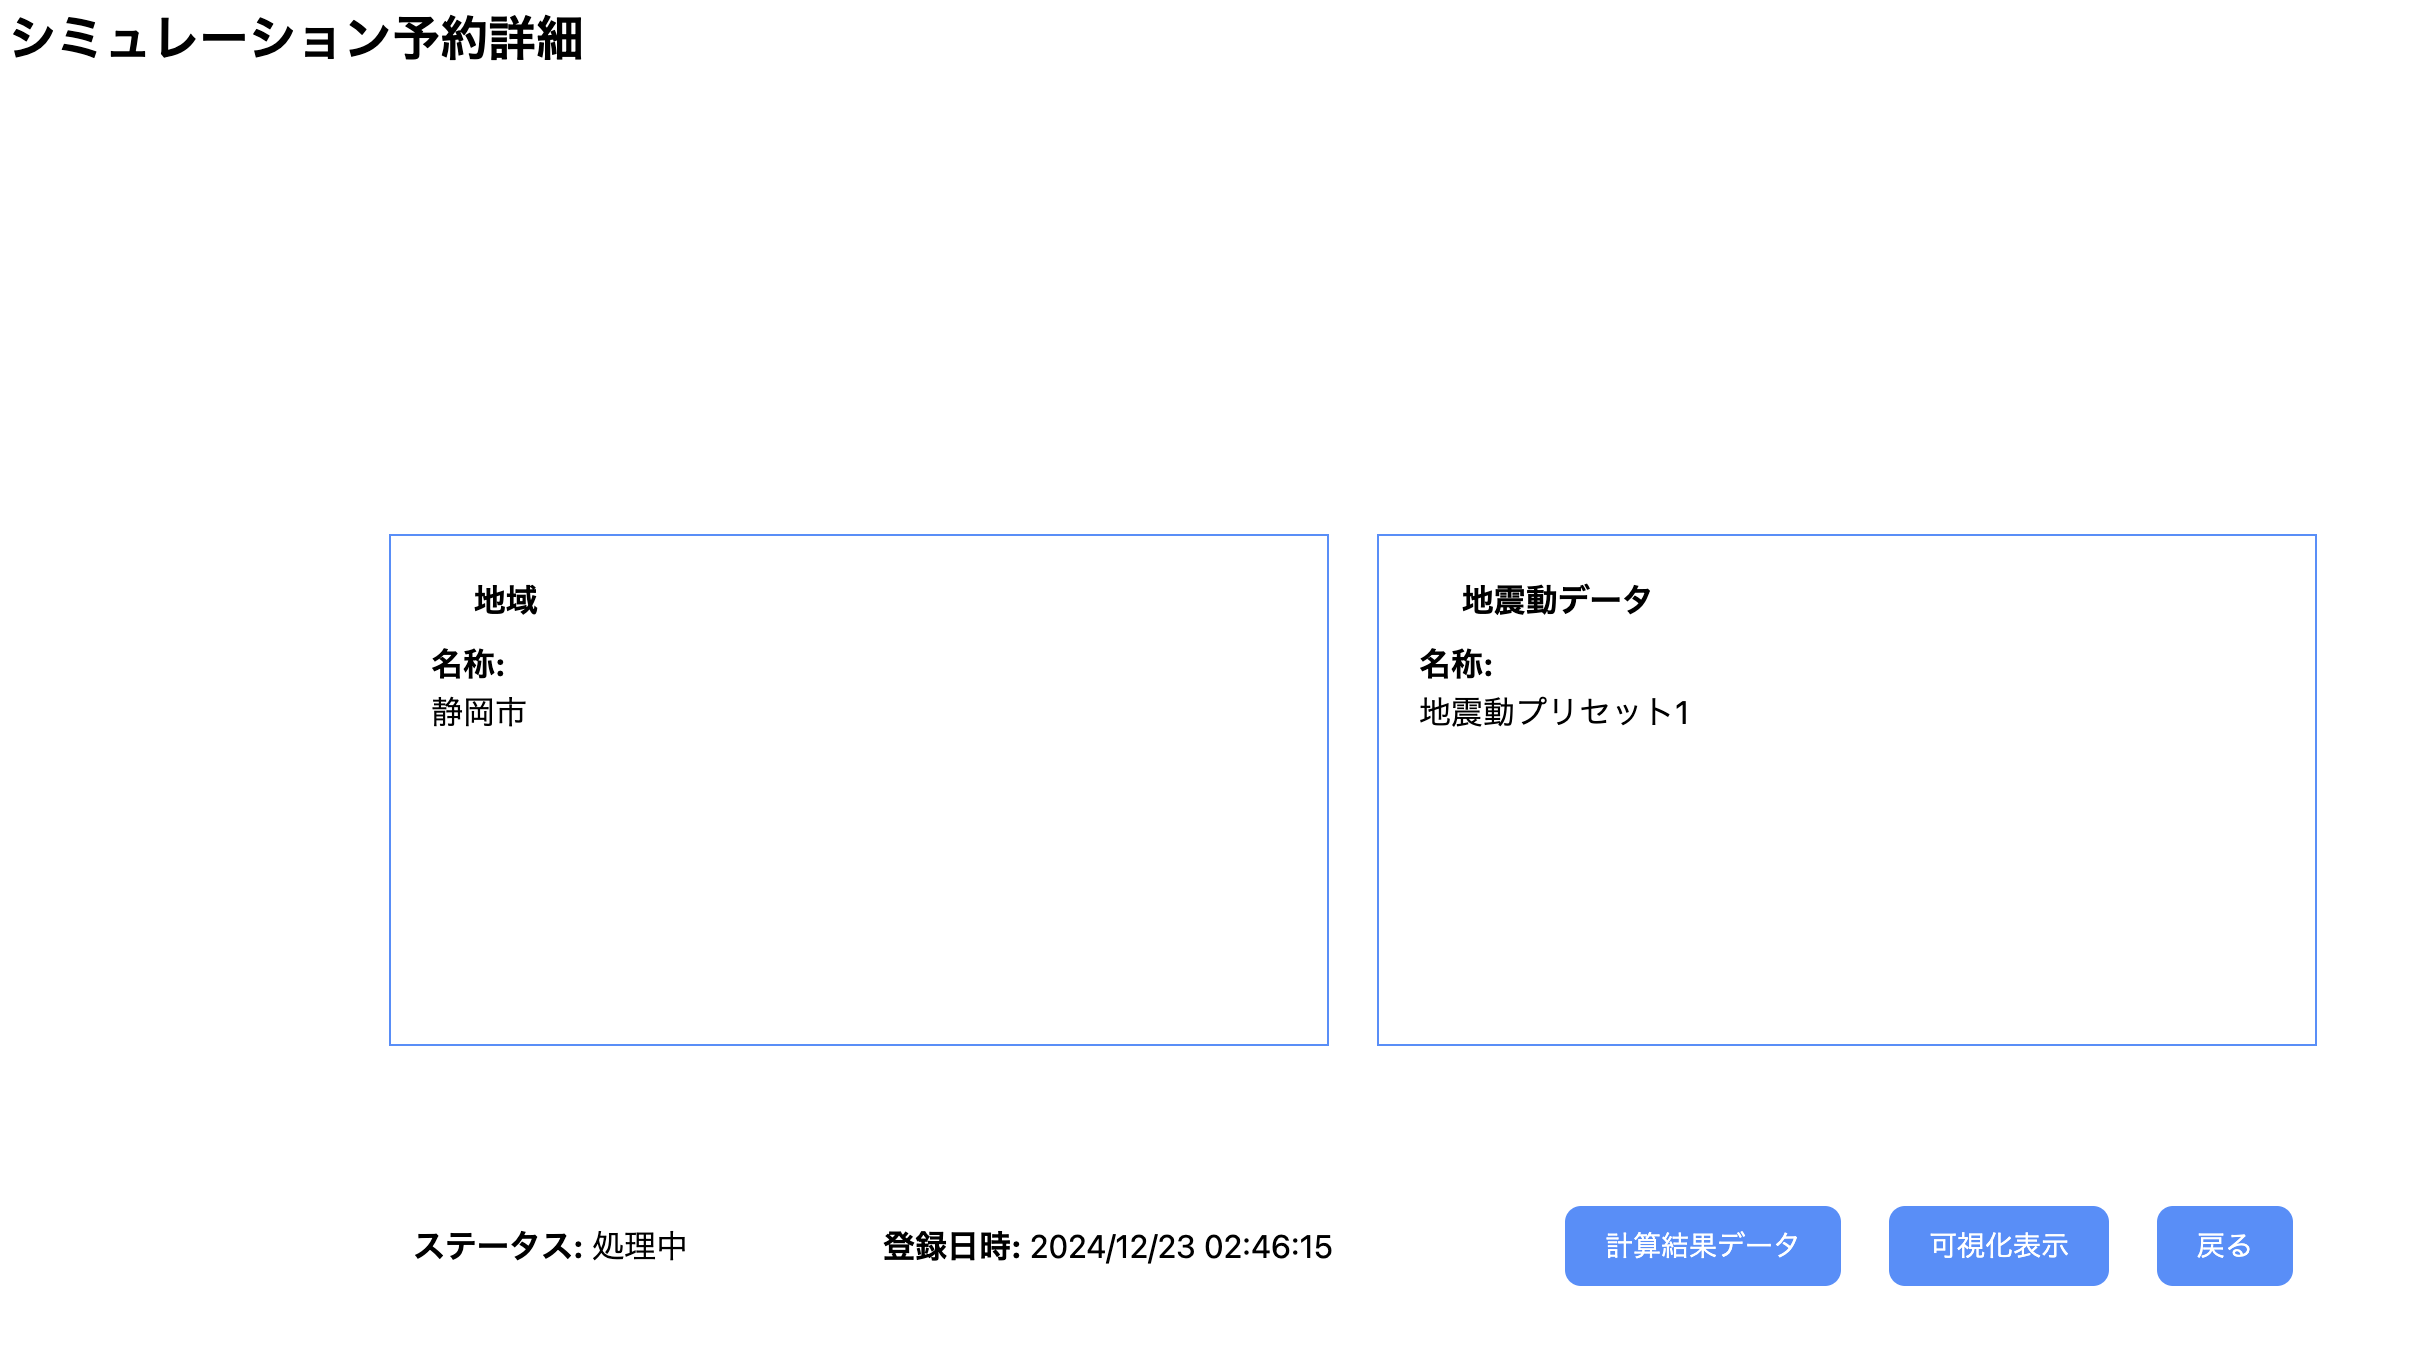 シミュレーション予約詳細
地域
名称:
静岡市
地震動データ
名称:
地震動プリセット1
ステータス: 処理中
登録日時: 2024/12/23 02:46:15
計算結果データ
可視化表示
戻る